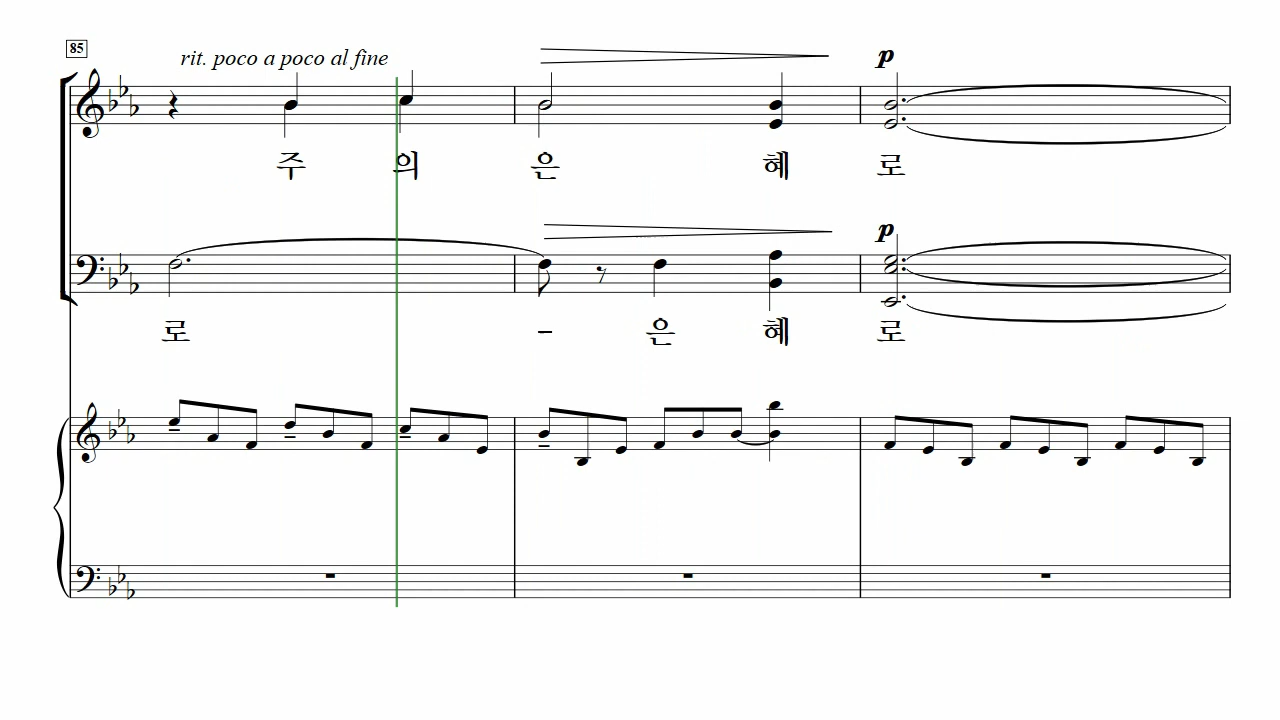 85
rit. poco a poco al fine
p
주 의 은 혜 로
p
로 - 은 혜 로